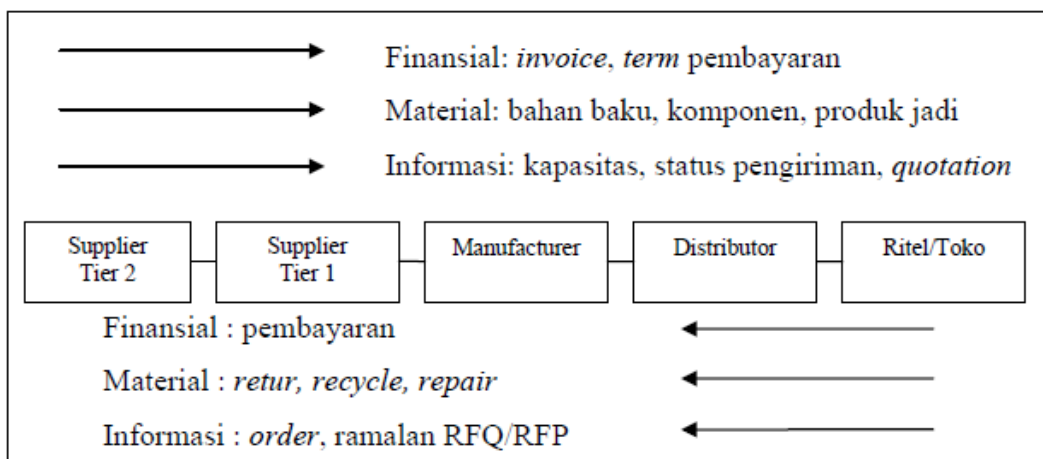 Finansial: invoice, term pembayaran
Material: bahan baku, komponen, produk jadi
Informasi: kapasitas, status pengiriman, quotation
Supplier
Tier 2
Supplier
Tier 1
Manufacturer
Distributor
Ritel/Toko
Finansial : pembayaran
Material : retur, recycle, repair
Informasi : order, ramalan RFQ/RFP